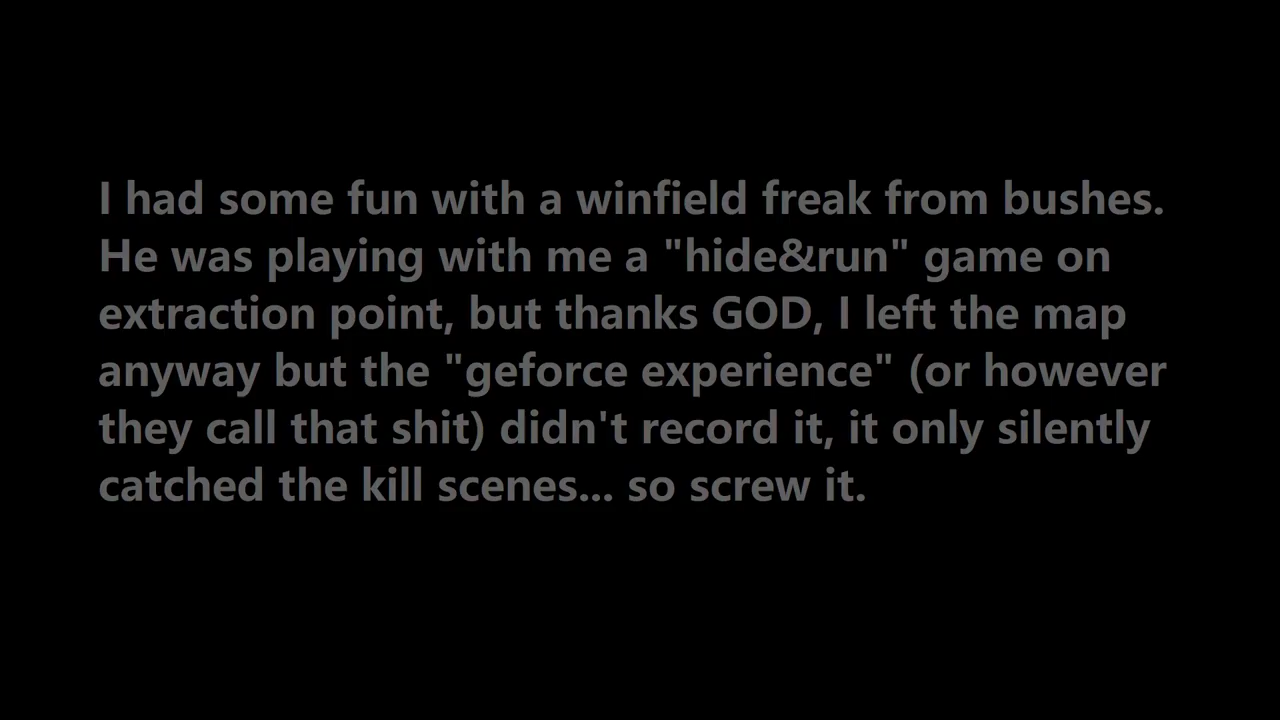 I had some fun with a winfield freak from bushes.
He was playing with me a "hide&run" game on
extraction point, but thanks GOD, I left the map
anyway but the "geforce experience" (or however
they call that shit) didn't record it, it only silently
catched the kill scenes... so screw it.